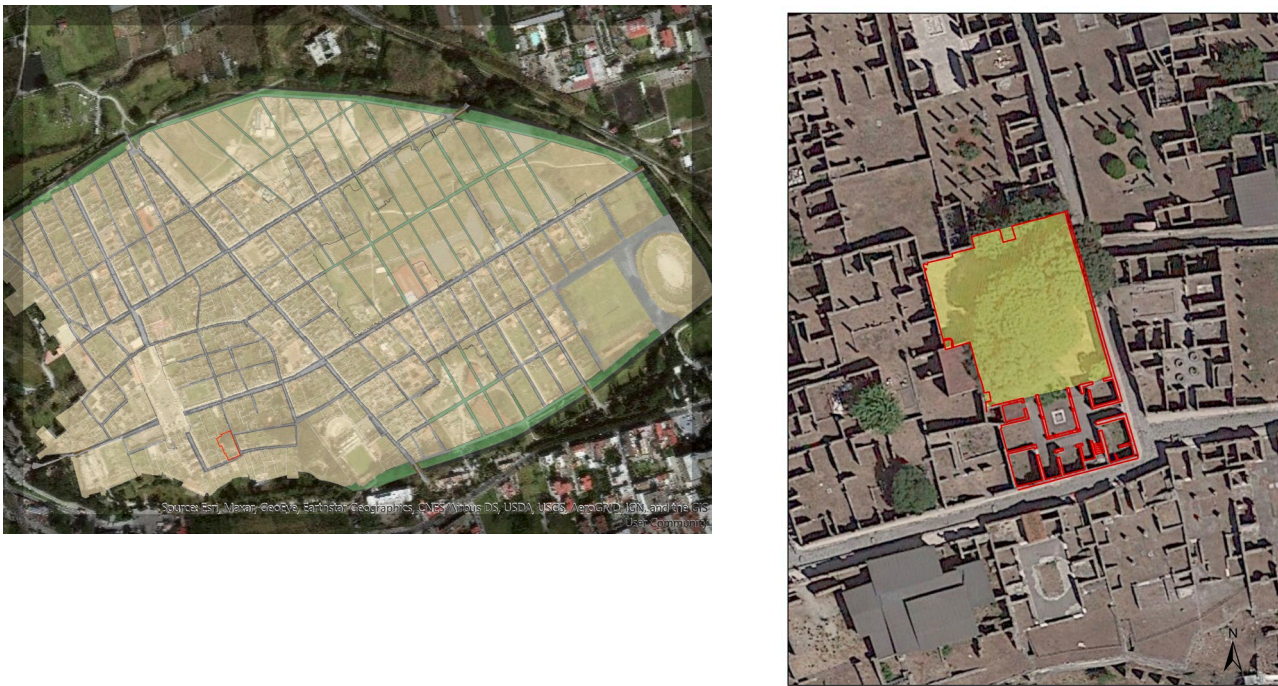 Source: Esri, Maxar, GeoEye, Earthstar Geographics, CNES/Airbus DS, USDA, USGS, AeroGRID, IGN, and the GIS
User Community
N